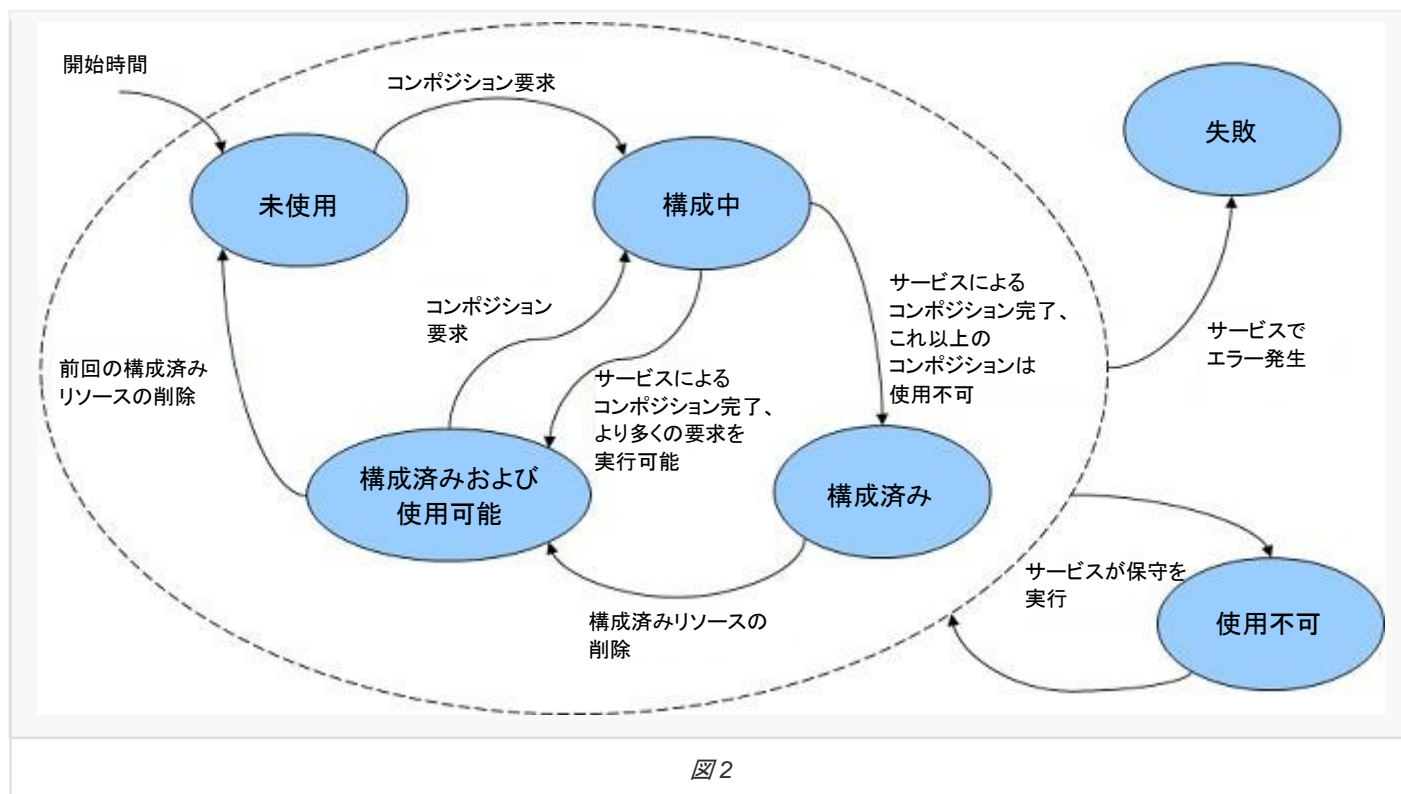 開始時間
コンポジション要求
失敗
未使用
構成中
コンポジション
要求
サービスによる
コンポジション完了、
これ以上の
コンポジションは
使用不可
サービスで
エラー発生
前回の構成済み
リソースの削除
サービスによる
コンポジション完了、
より多くの要求を
実行可能
構成済みおよび
使用可能
構成済み
サービスが保守を
実行
構成済みリソースの
削除
使用不可
図 2